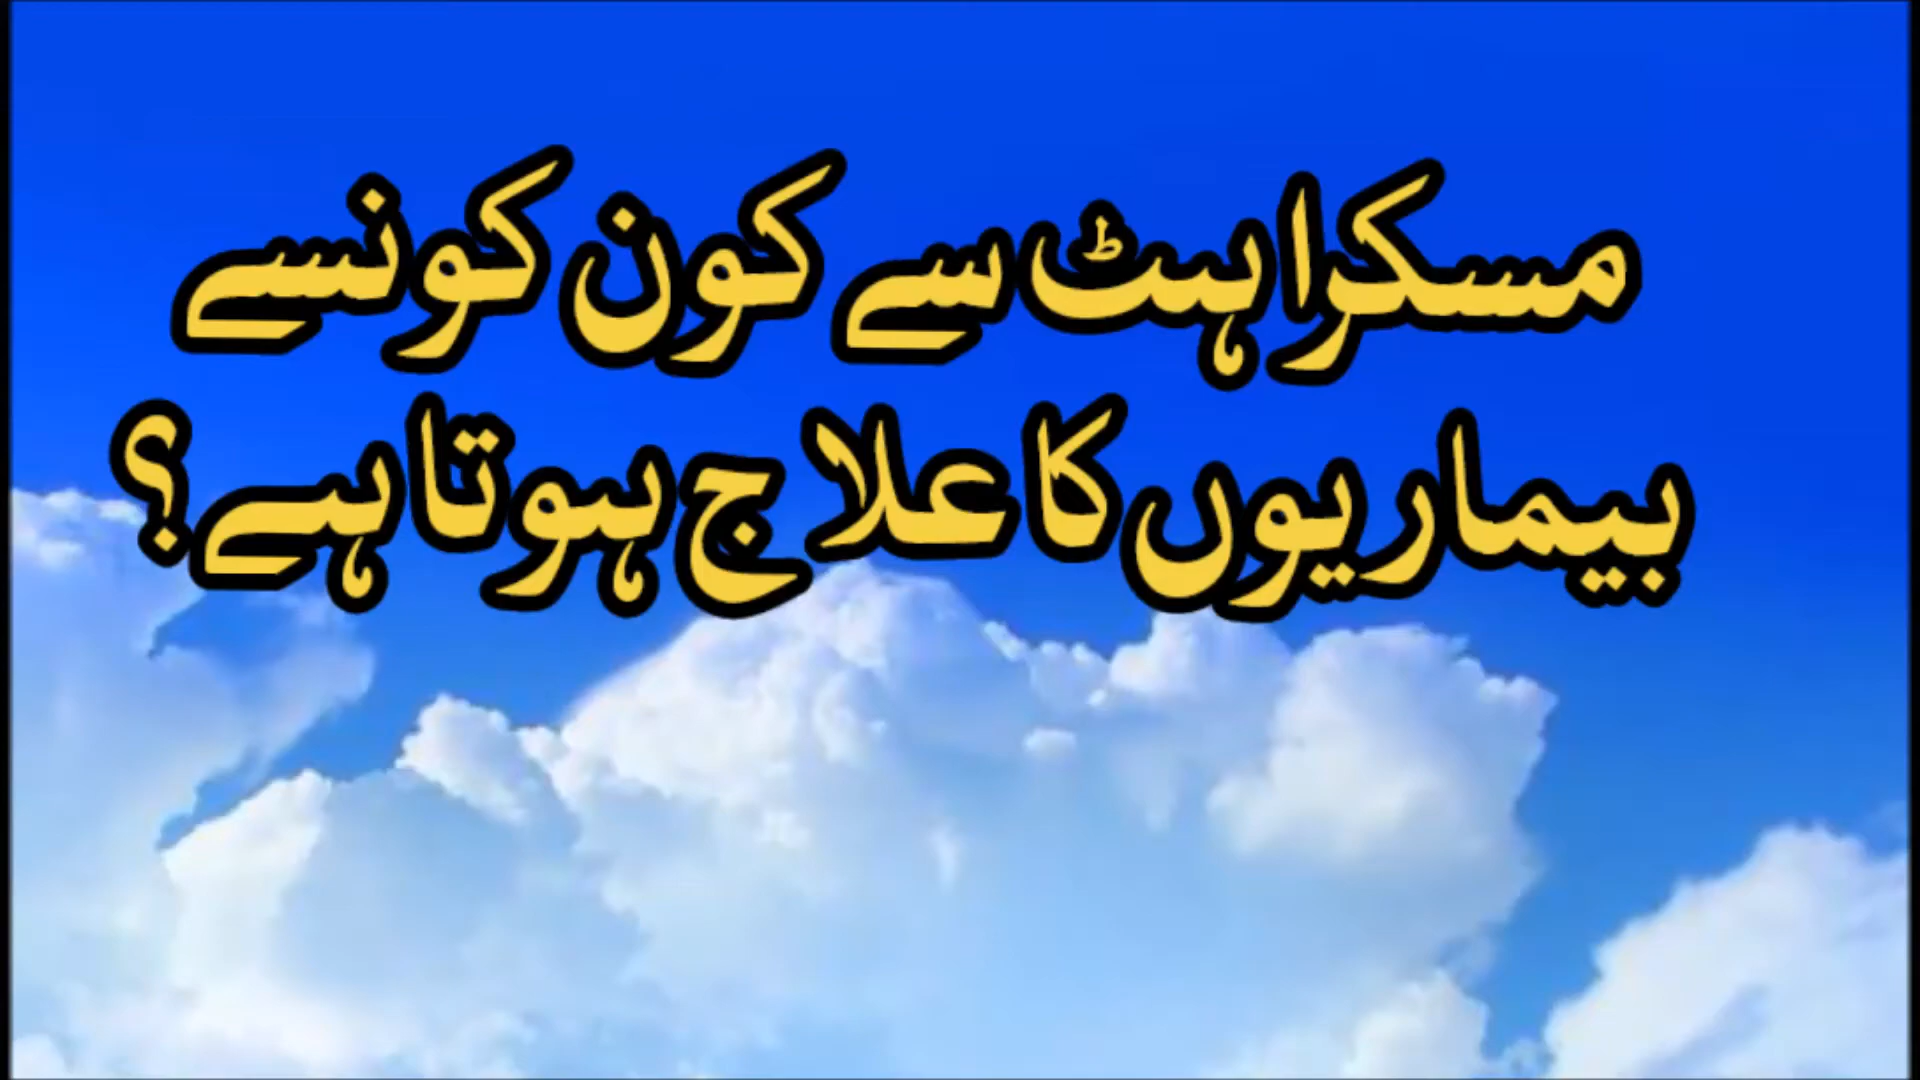 مسکراہٹ سے کون کونسے
بیماریوں کا علاج ہوتا ہے؟